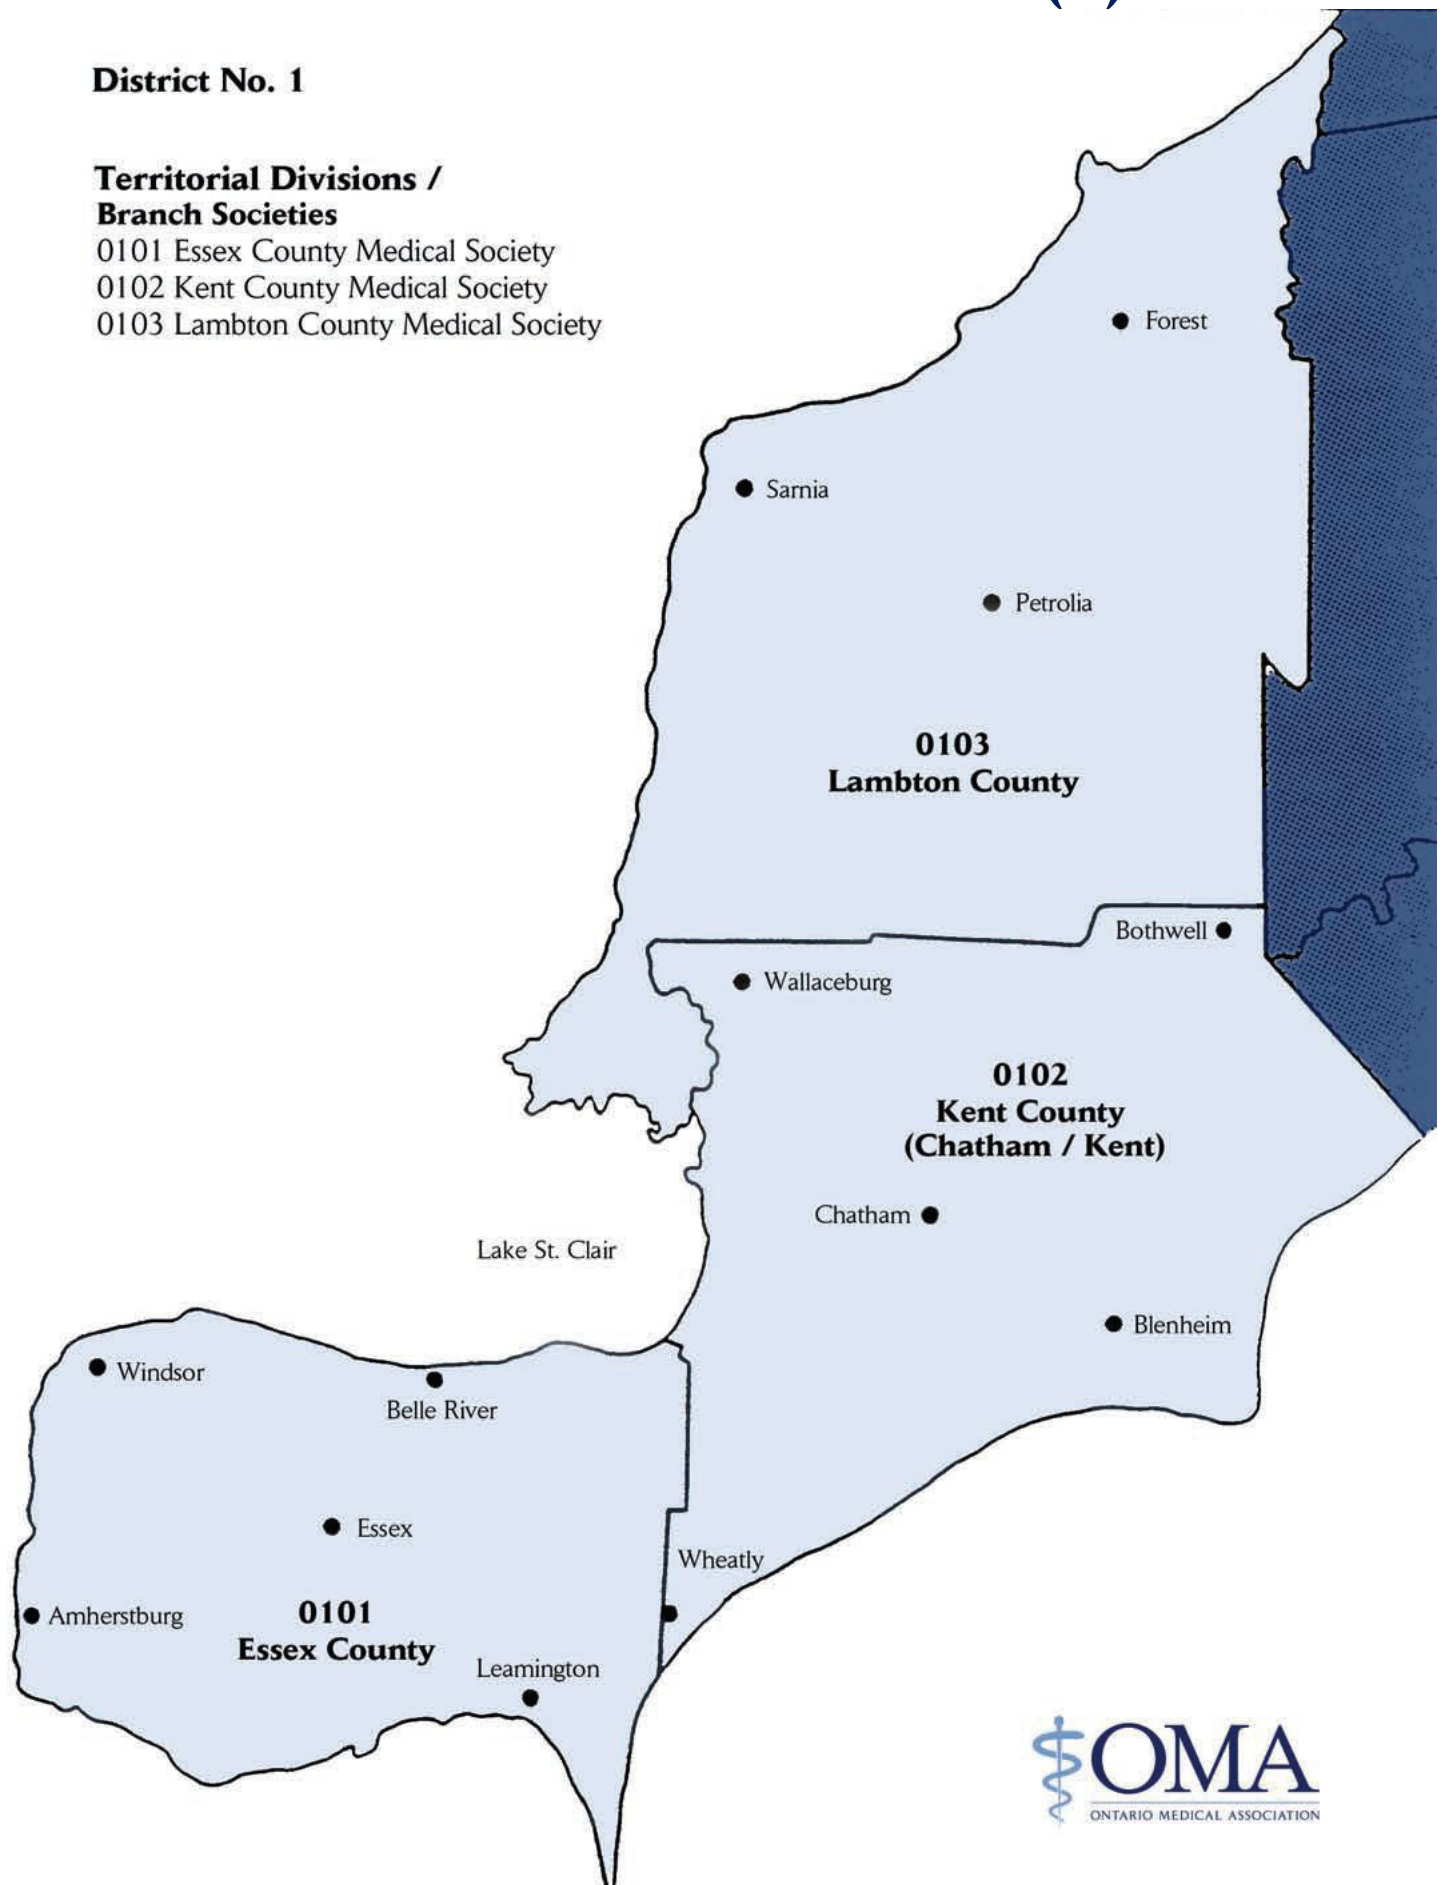 District No. 1
Territorial Divisions /
Branch Societies
0101 Essex County Medical Society
0102 Kent County Medical Society
0103 Lambton County Medical Society
Forest
Sarnia
Petrolia
0103
Lambton County
Bothwell
Wallaceburg
0102
Kent County
(Chatham / Kent)
Chatham
Lake St. Clair
Blenheim
Windsor
Belle River
Essex
Wheatly
Amherstburg
0101
Essex County
Leamington
OMA
ONTARIO MEDICAL ASSOCIATION